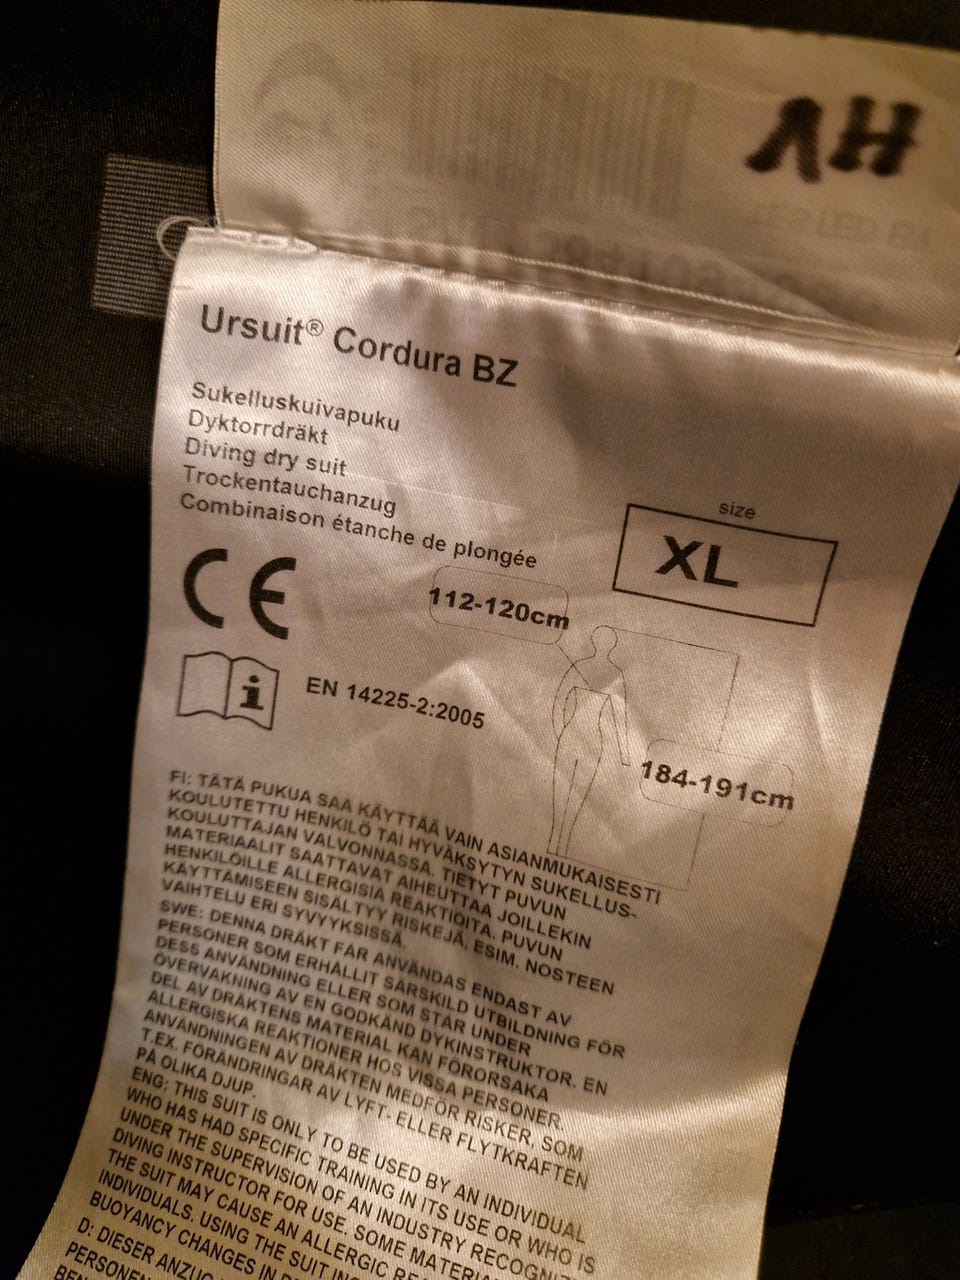 Ursuit® Cordura BZ
Sukelluskuivapuku
Dyktorrdräkt
Diving dry suit
Trockentauchanzug
Combinaison étanche de plongée
size
XL
CE
112-120cm
i
EN 14225-2:2005
184-191cm
FI: TÄTÄ PUKUA SAA KÄYTTÄÄ VAIN ASIANMUKAISESTI
KOULUTETTU HENKILÖ TAI HYVÄKSYTYN SUKELLUS-
KOULUTTAJAN VALVONNASSA. TIETYT PUVUN
MATERIAALIT SAATTAVAT AIHEUTTAA JOILLEKIN
HENKILÖILLE ALLERGISIA REAKTIOITA. PUVUN
KÄYTTÄMISEEN SISÄLTYY RISKEJÄ, ESIM. NOSTEEN
VAIHTELU ERI SYVYYKSISSÄ.
SWE: DENNA DRÄKT FÅR ANVÄNDAS ENDAST AV
PERSONER SOM ERHÅLLIT SÄRSKILD UTBILDNING FÖR
DESS ANVÄNDNING ELLER SOM STÅR UNDER
ÖVERVAKNING AV EN GODKÄND DYKINSTRUKTOR. EN
DEL AV DRÄKTENS MATERIAL KAN FÖRORSAKA
ALLERGISKA REAKTIONER HOS VISSA PERSONER.
ANVÄNDNINGEN AV DRÄKTEN MEDFÖR RISKER, SOM
T.EX. FÖRÄNDRINGAR AV LYFT- ELLER FLYTKRAFTEN
PÅ OLIKA DJUP.
ENG: THIS SUIT IS ONLY TO BE USED BY AN INDIVIDUAL
WHO HAS HAD SPECIFIC TRAINING IN ITS USE OR WHO IS
UNDER THE SUPERVISION OF AN INDUSTRY RECOGNIZ
DIVING INSTRUCTOR FOR USE. SOME MATERIA
THE SUIT MAY CAUSE AN ALLERGIC REA
INDIVIDUALS. USING THE SUIT IN
BUOYANCY CHANGES IN
D: DIESER ANZUG
PERSONEN